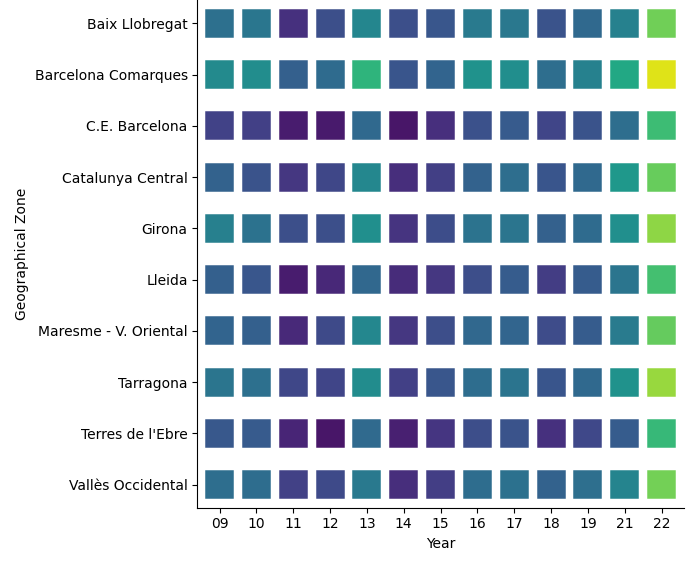 Geographical Zone
Baix Llobregat
Barcelona Comarques
C.E. Barcelona
Catalunya Central
Girona
Lleida
Maresme - V. Oriental
Tarragona
Terres de l'Ebre
Vallès Occidental
09 10 11 12 13 14 15 16 17 18 19 21 22
Year